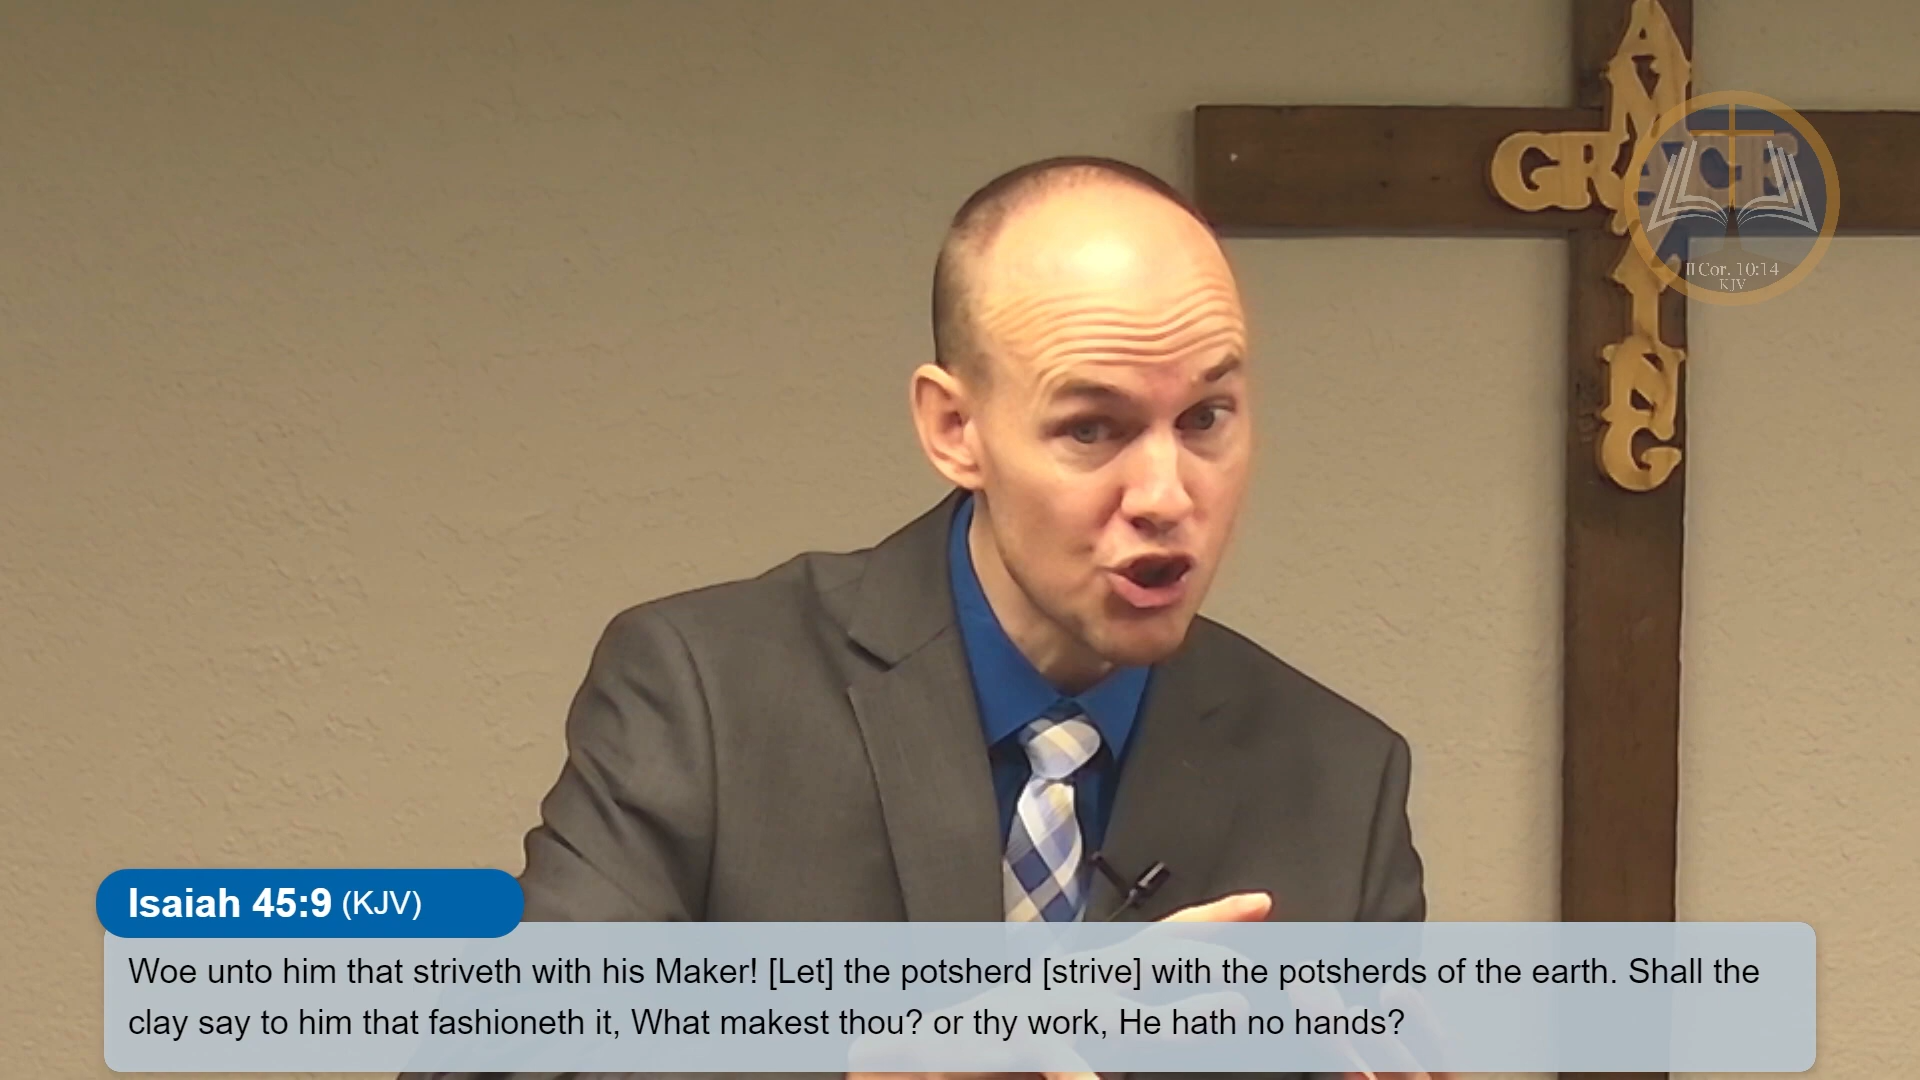 AMAZING
GRACE
II Cor. 10:14
KJV
Isaiah 45:9 (KJV)
Woe unto him that striveth with his Maker! [Let] the potsherd [strive] with the potsherds of the earth. Shall the
clay say to him that fashioneth it, What makest thou? or thy work, He hath no hands?